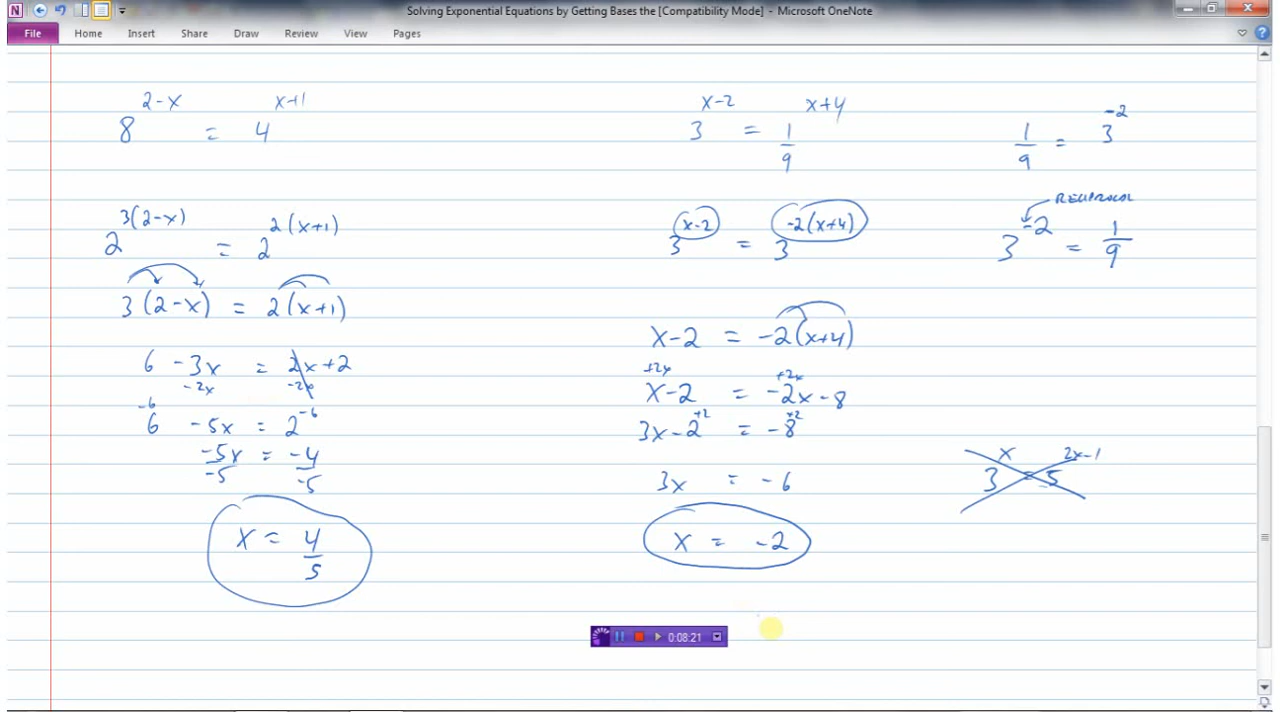 Solving Exponential Equations by Getting Bases the [Compatibility Mode] - Microsoft OneNote
File Home Insert Share Draw Review View Pages
8^(2-x) = 4^(x+1)
2^(3(2-x)) = 2^(2(x+1))
3(2-x) = 2(x+1)
6 -3x = 2x+2
-2x -2x
-6 -6
6 -5x = 2
-5x = -4
-5 -5
x = 4/5
3^(x-2) = 1/9^(x+4)
3^(x-2) = 3^(-2(x+4))
x-2 = -2(x+4)
+2x +2x
x-2 = -2x-8
+2 +2
3x-2 = -8
3x = -6
x = -2
1/9 = 3^-2
RECIPROCAL
3^-2 = 1/9
3^x = 5^(2x-1)
0:08:21